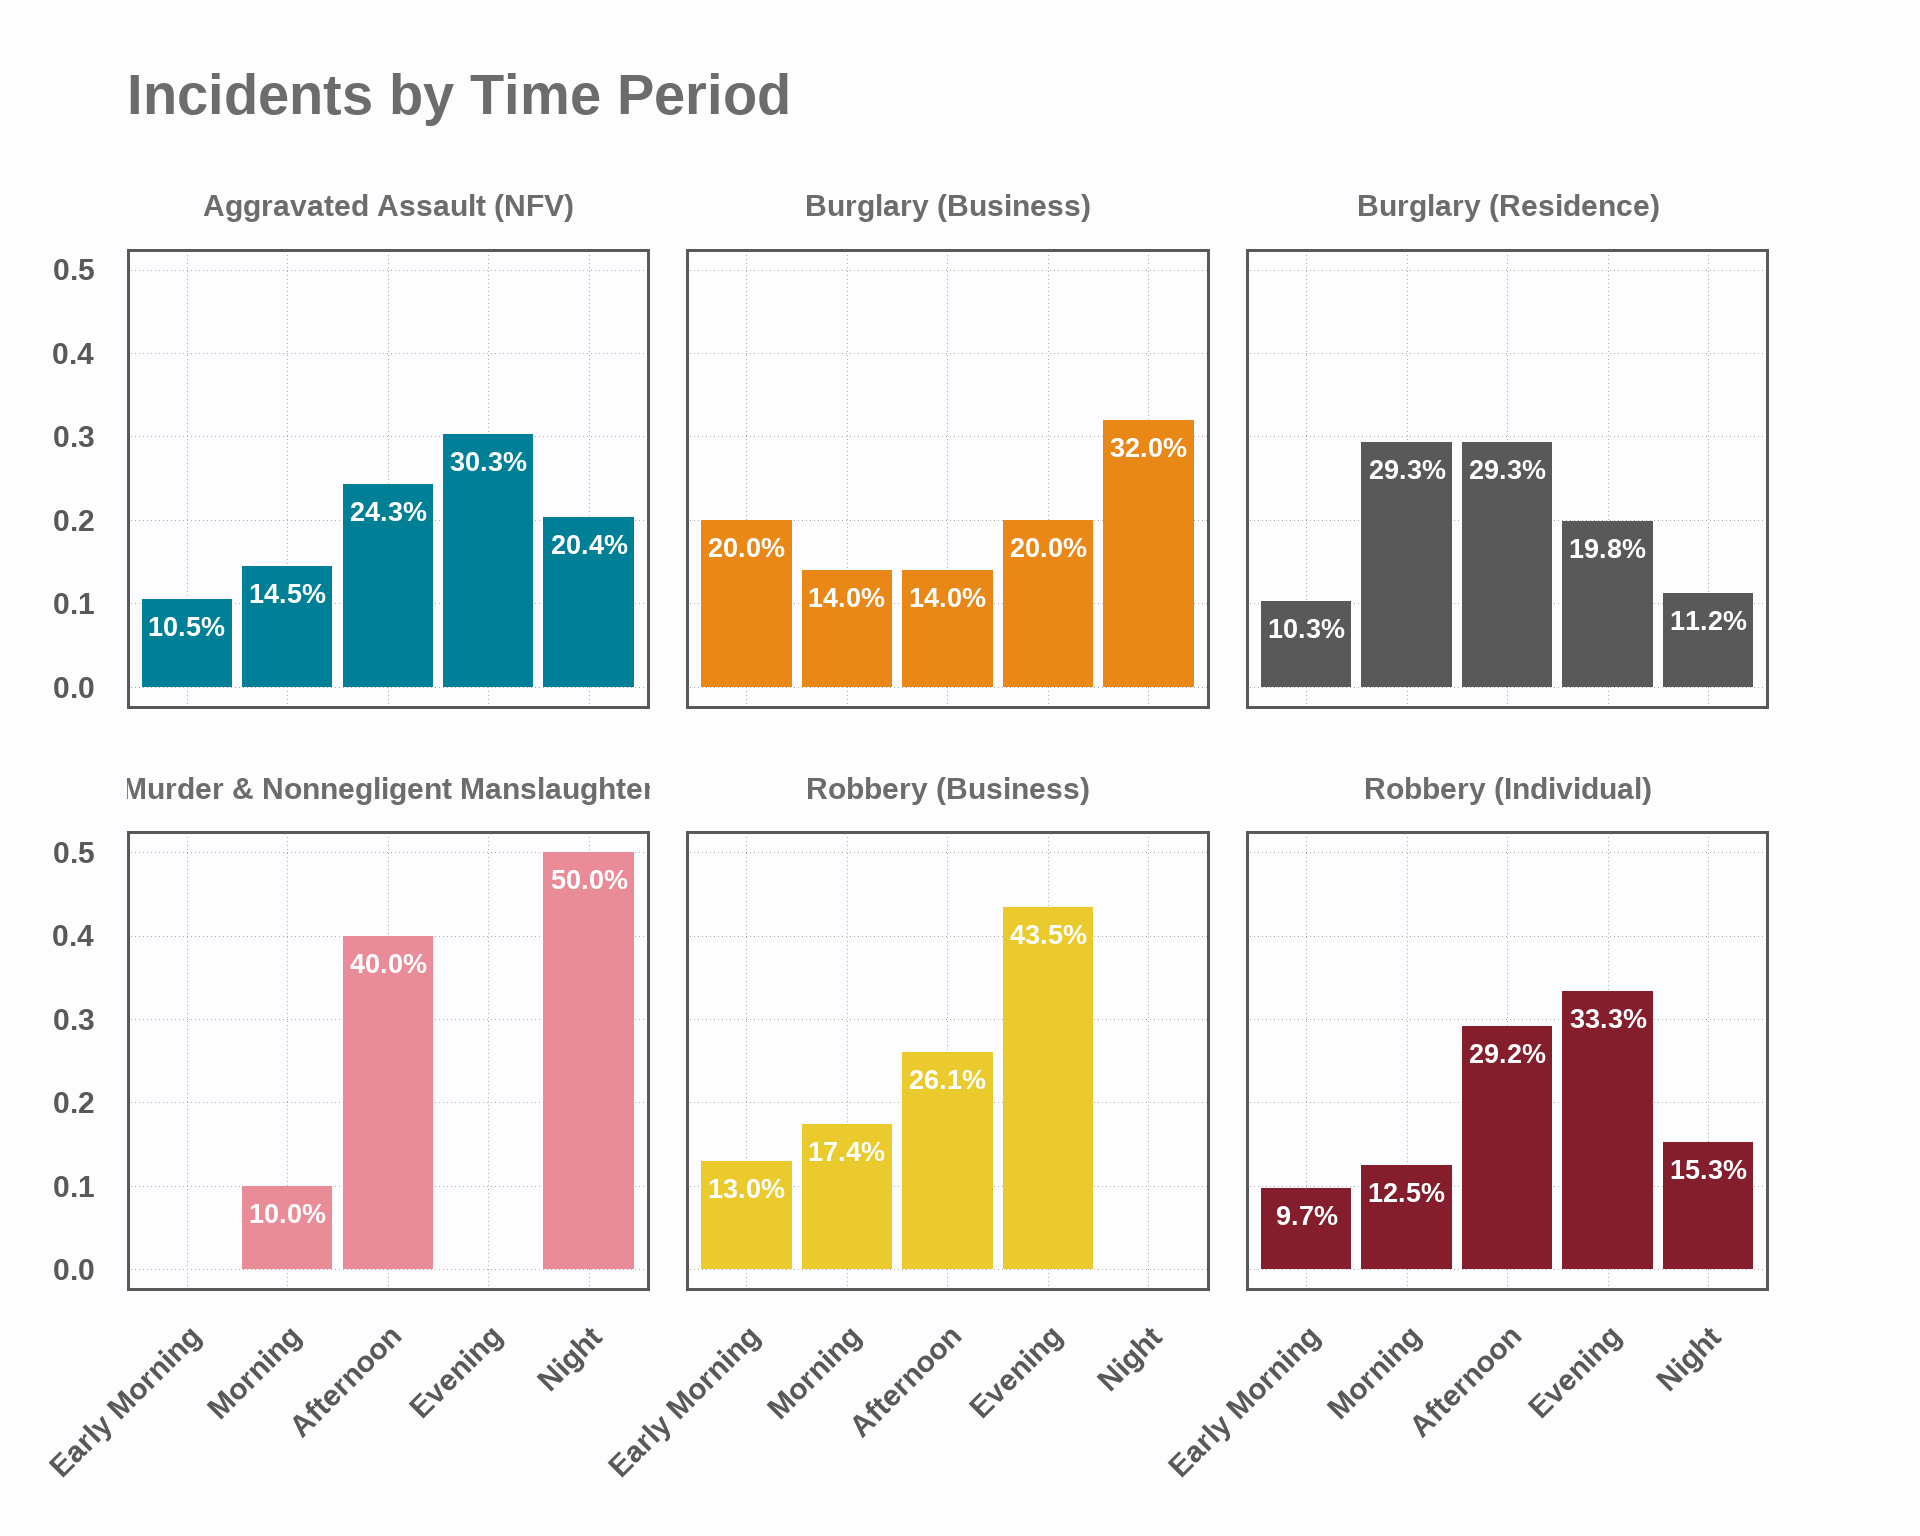 Incidents by Time Period
Aggravated Assault (NFV)
Burglary (Business)
Burglary (Residence)
0.5
0.4
0.3
0.2
0.1
0.0
10.5%
14.5%
24.3%
30.3%
20.4%
20.0%
14.0%
14.0%
20.0%
32.0%
10.3%
29.3%
29.3%
19.8%
11.2%
Murder & Nonnegligent Manslaughter
Robbery (Business)
Robbery (Individual)
0.5
0.4
0.3
0.2
0.1
0.0
10.0%
40.0%
50.0%
13.0%
17.4%
26.1%
43.5%
9.7%
12.5%
29.2%
33.3%
15.3%
Early Morning
Morning
Afternoon
Evening
Night
Early Morning
Morning
Afternoon
Evening
Night
Early Morning
Morning
Afternoon
Evening
Night